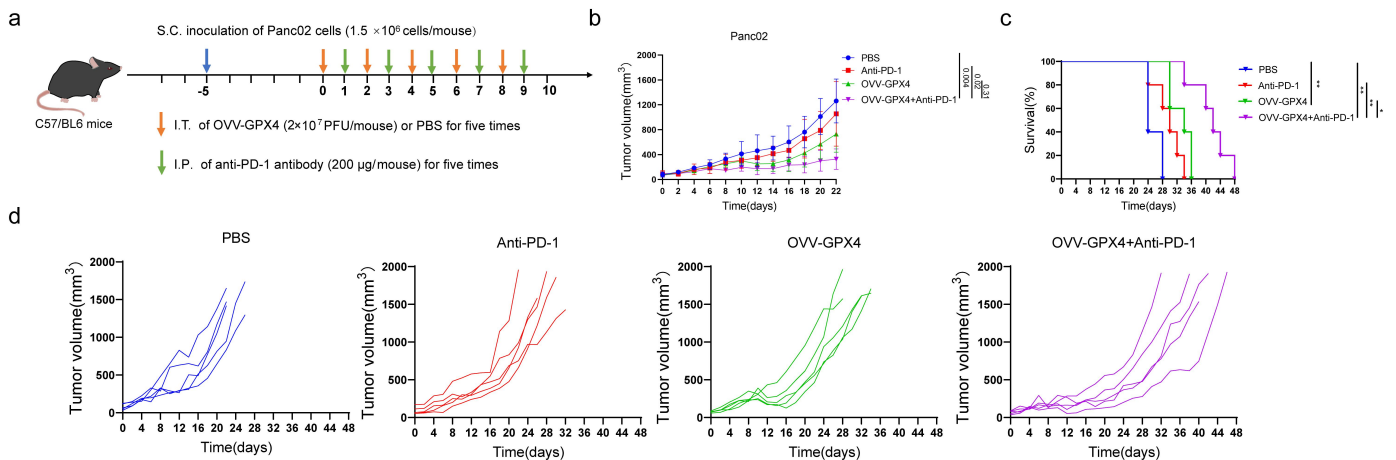 a
S.C. inoculation of Panc02 cells (1.5 ×10⁶ cells/mouse)
-5 0 1 2 3 4 5 6 7 8 9 10
C57/BL6 mice
I.T. of OVV-GPX4 (2×10⁷ PFU/mouse) or PBS for five times
I.P. of anti-PD-1 antibody (200 μg/mouse) for five times
b
Panc02
Tumor volume(mm³)
2000
1600
1200
800
400
0
0 2 4 6 8 10 12 14 16 18 20 22
Time(days)
PBS
Anti-PD-1
OVV-GPX4
OVV-GPX4+Anti-PD-1
0.004
0.02
0.31
c
Survival(%)
100
80
60
40
20
0
0 4 8 12 16 20 24 28 32 36 40 44 48
Time(days)
PBS
Anti-PD-1
OVV-GPX4
OVV-GPX4+Anti-PD-1
**
**
**
*
d
PBS
Tumor volume(mm³)
2000
1500
1000
500
0
0 4 8 12 16 20 24 28 32 36 40 44 48
Time(days)
Anti-PD-1
Tumor volume(mm³)
2000
1500
1000
500
0
0 4 8 12 16 20 24 28 32 36 40 44 48
Time(days)
OVV-GPX4
Tumor volume(mm³)
2000
1500
1000
500
0
0 4 8 12 16 20 24 28 32 36 40 44 48
Time(days)
OVV-GPX4+Anti-PD-1
Tumor volume(mm³)
2000
1500
1000
500
0
0 4 8 12 16 20 24 28 32 36 40 44 48
Time(days)